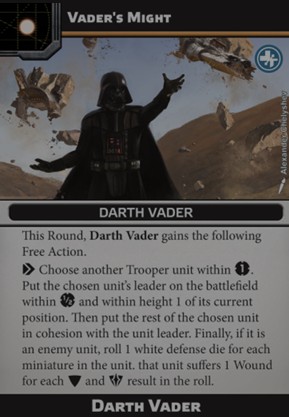 VADER'S MIGHT
DARTH VADER
This Round, Darth Vader gains the following
Free Action.
Choose another Trooper unit within 1.
Put the chosen unit's leader on the battlefield
within ½ and within height 1 of its current
position. Then put the rest of the chosen unit
in cohesion with the unit leader. Finally, if it is
an enemy unit, roll 1 white defense die for each
miniature in the unit. that unit suffers 1 Wound
for each and result in the roll.
DARTH VADER